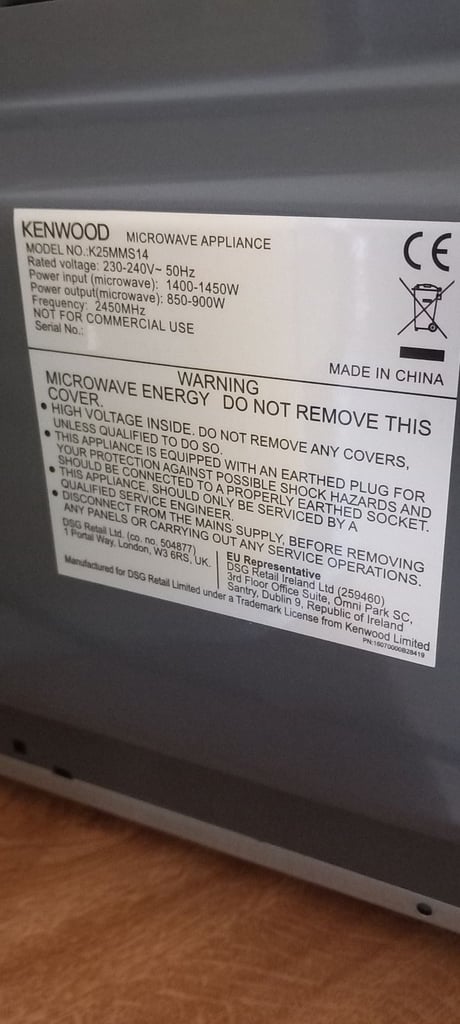 KENWOOD MICROWAVE APPLIANCE
MODEL NO.:K25MMS14
Rated voltage: 230-240V~ 50Hz
Power input (microwave): 1400-1450W
Power output(microwave): 850-900W
Frequency: 2450MHz
NOT FOR COMMERCIAL USE
Serial No.:
CE
MADE IN CHINA
WARNING
MICROWAVE ENERGY DO NOT REMOVE THIS
COVER.
• HIGH VOLTAGE INSIDE. DO NOT REMOVE ANY COVERS,
UNLESS QUALIFIED TO DO SO.
• THIS APPLIANCE IS EQUIPPED WITH AN EARTHED PLUG FOR
YOUR PROTECTION AGAINST POSSIBLE SHOCK HAZARDS AND
SHOULD BE CONNECTED TO A PROPERLY EARTHED SOCKET.
• THIS APPLIANCE, SHOULD ONLY BE SERVICED BY A
QUALIFIED SERVICE ENGINEER.
• DISCONNECT FROM THE MAINS SUPPLY, BEFORE REMOVING
ANY PANELS OR CARRYING OUT ANY SERVICE OPERATIONS.
DSG Retail Ltd. (co. no. 504877)
1 Portal Way, London, W3 6RS, UK.
EU Representative
DSG Retail Ireland Ltd (259460)
3rd Floor Office Suite, Omni Park SC,
Santry, Dublin 9, Republic of Ireland
Manufactured for DSG Retail Limited under a Trademark License from Kenwood Limited
PN:16070000B28419